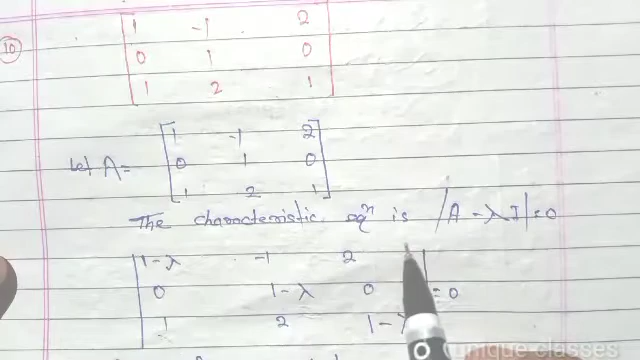 10
1 -1 2
0 1 0
1 2 1
Let A = 1 -1 2
0 1 0
1 2 1
The characteristic eqn is |A - λI| = 0
1-λ -1 2
0 1-λ 0 = 0
1 2 1-λ
unique classes